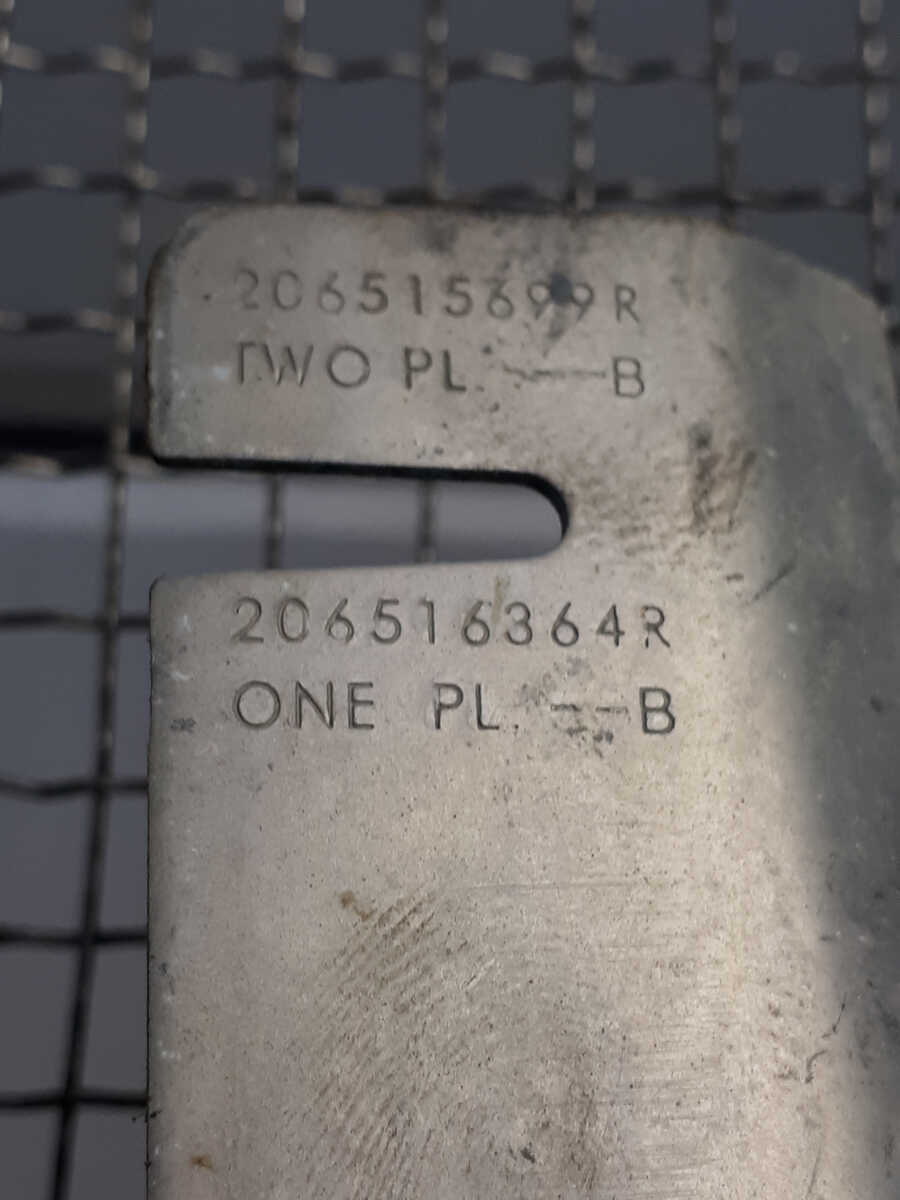 206515699R
TWO PL. — B
206516364R
ONE PL. -- B